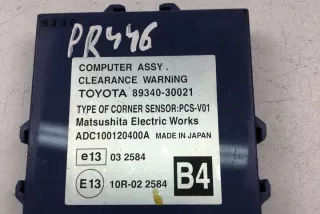 PR446
COMPUTER ASSY.
CLEARANCE WARNING
TOYOTA 89340-30021
TYPE OF CORNER SENSOR:PCS-V01
Matsushita Electric Works
ADC100120400A MADE IN JAPAN
e13 03 2584
E13 10R-02 2584 B4